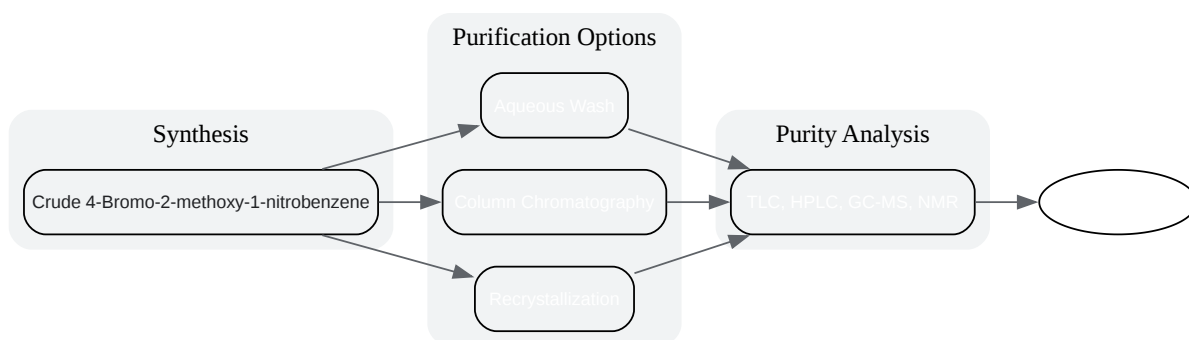 Purification Options
Aqueous Wash
Synthesis
Purity Analysis
Crude 4-Bromo-2-methoxy-1-nitrobenzene
Column Chromatography
TLC, HPLC, GC-MS, NMR
Recrystallization